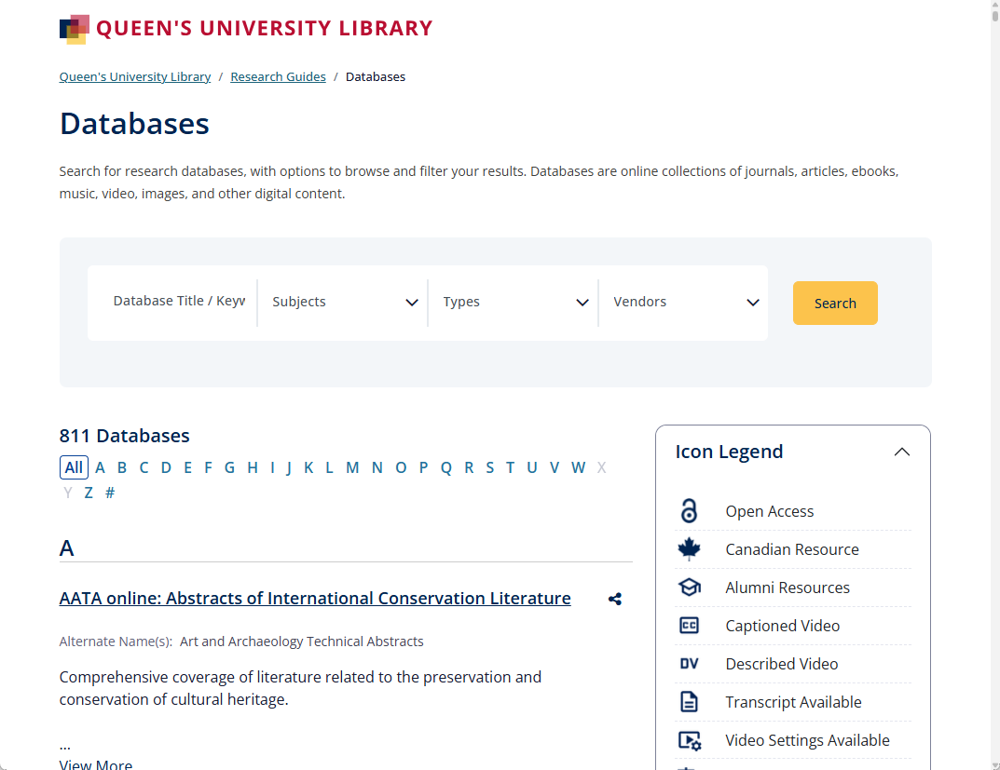 QUEEN'S UNIVERSITY LIBRARY
Queen's University Library / Research Guides / Databases
Databases
Search for research databases, with options to browse and filter your results. Databases are online collections of journals, articles, ebooks,
music, video, images, and other digital content.
Database Title / Keyw
Subjects
Types
Vendors
Search
811 Databases
All A B C D E F G H I J K L M N O P Q R S T U V W X
Y Z #
A
AATA online: Abstracts of International Conservation Literature
Alternate Name(s): Art and Archaeology Technical Abstracts
Comprehensive coverage of literature related to the preservation and
conservation of cultural heritage.
...
View More
Icon Legend
Open Access
Canadian Resource
Alumni Resources
CC Captioned Video
DV Described Video
Transcript Available
Video Settings Available